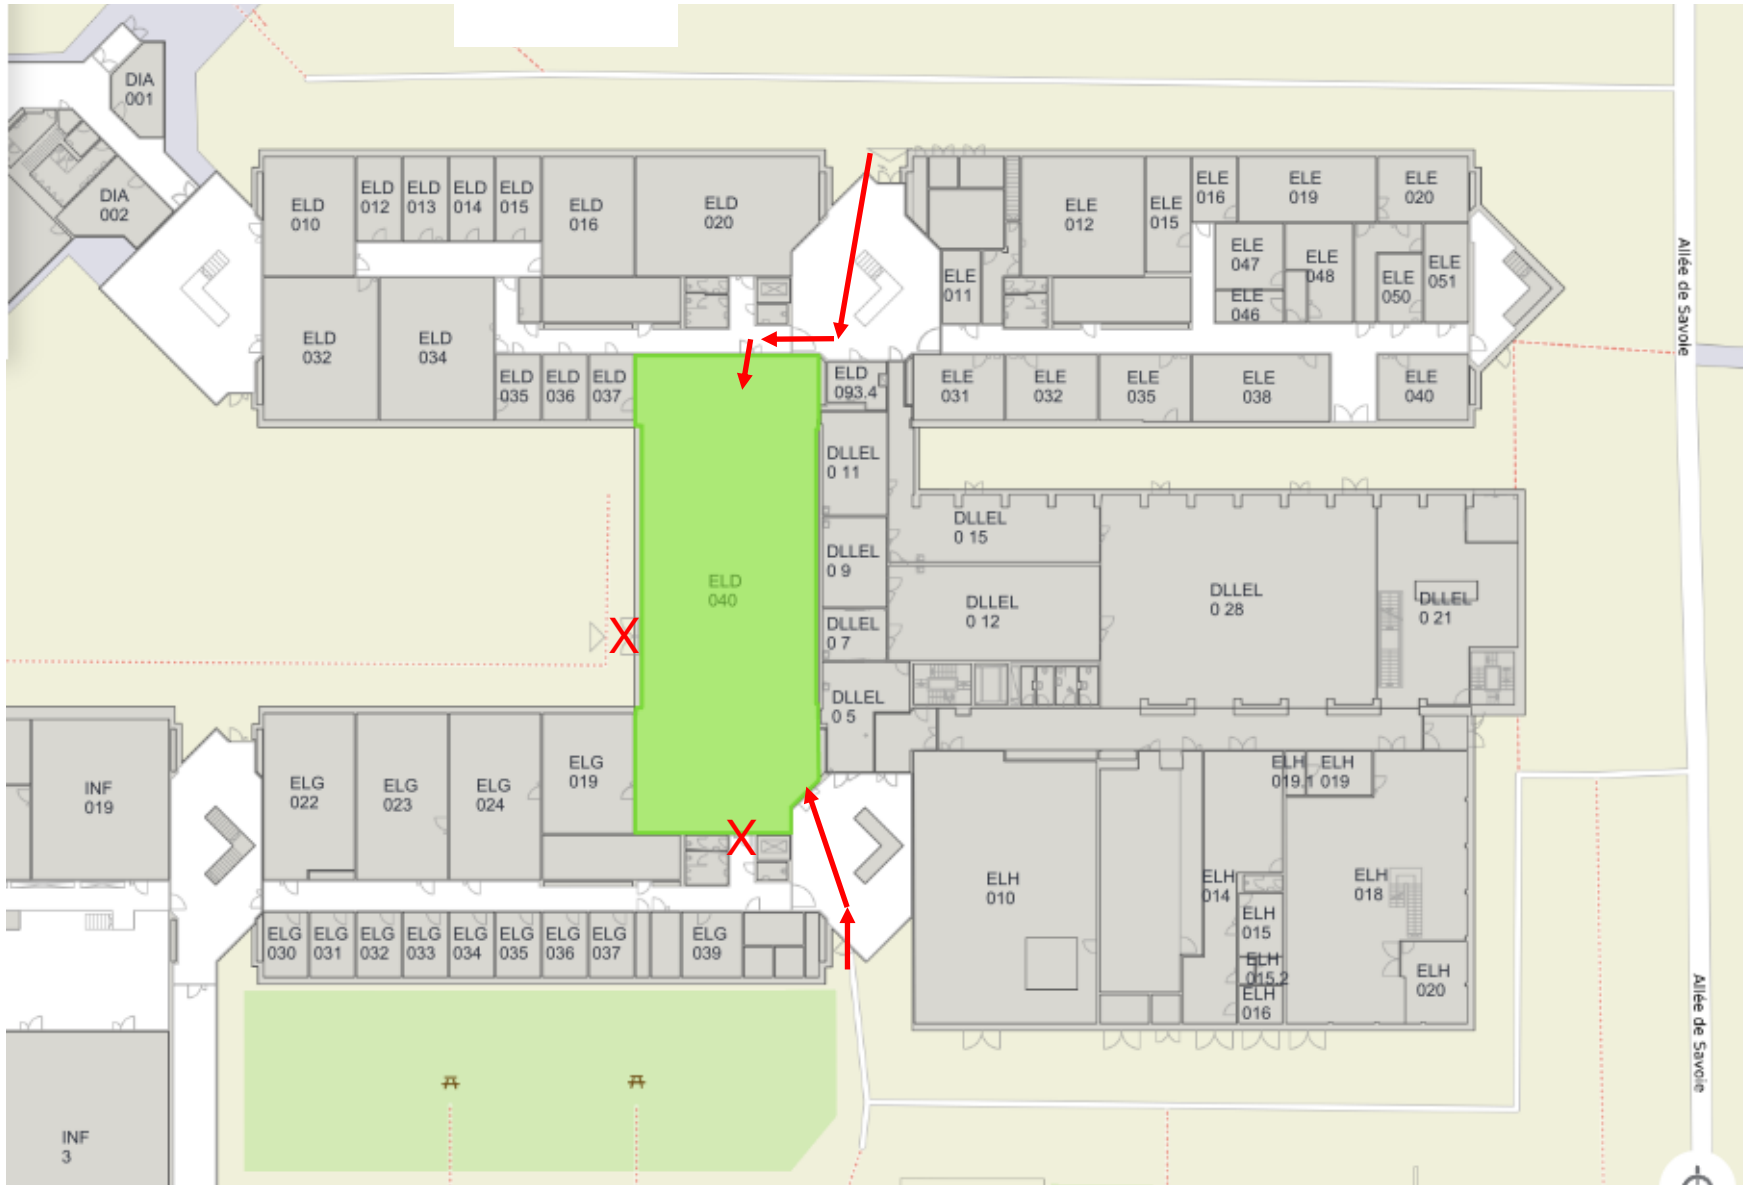 DIA
001
DIA
002
ELD
010
ELD
012
ELD
013
ELD
014
ELD
015
ELD
016
ELD
020
ELE
012
ELE
015
ELE
016
ELE
019
ELE
020
ELE
011
ELE
047
ELE
046
ELE
048
ELE
050
ELE
051
Allée de Savoie
ELD
032
ELD
034
ELD
035
ELD
036
ELD
037
ELD
093.4
ELE
031
ELE
032
ELE
035
ELE
038
ELE
040
DLLEL
0 11
DLLEL
0 9
DLLEL
0 7
DLLEL
0 5
DLLEL
0 15
DLLEL
0 12
DLLEL
0 28
DLLEL
0 21
ELD
040
X
X
INF
019
ELG
022
ELG
023
ELG
024
ELG
019
ELH
010
ELH
014
ELH
019.1
ELH
019
ELH
018
ELH
015
ELH
015.2
ELH
016
ELH
020
ELG
030
ELG
031
ELG
032
ELG
033
ELG
034
ELG
035
ELG
036
ELG
037
ELG
039
Allée de Savoie
INF
3